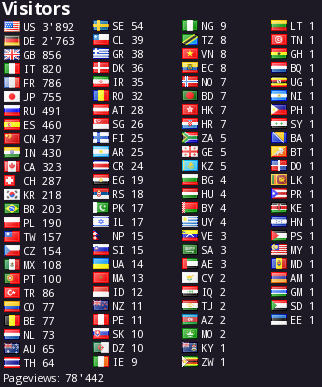 Visitors
US 3'892
DE 2'763
GB 856
IT 820
FR 786
JP 755
RU 491
ES 460
CN 437
IN 430
CA 323
CH 287
KR 218
BR 203
PL 190
TW 157
CZ 154
MX 108
PT 100
TR 86
CO 77
BE 77
NL 73
AU 65
TH 64
SE 54
CL 39
GR 38
DK 36
IR 35
RO 32
AT 28
SG 26
FI 25
AR 25
CR 24
EG 19
RS 18
PK 17
IL 17
NP 15
SI 15
UA 14
MA 13
ID 12
NZ 11
PE 11
SK 10
DZ 10
IE 9
NG 9
TZ 8
VN 8
EC 8
NO 7
BD 7
HK 7
HR 7
ZA 5
GE 5
KZ 5
BG 4
HU 4
BY 4
UY 4
VE 3
SA 3
AE 3
CY 2
IQ 2
TJ 2
AZ 2
MO 2
KY 1
ZW 1
LT 1
TN 1
GH 1
BQ 1
UG 1
NI 1
PH 1
SY 1
BA 1
BT 1
DO 1
LK 1
PR 1
KE 1
HN 1
PS 1
MY 1
MD 1
AM 1
GM 1
SD 1
EE 1
Pageviews: 78'442